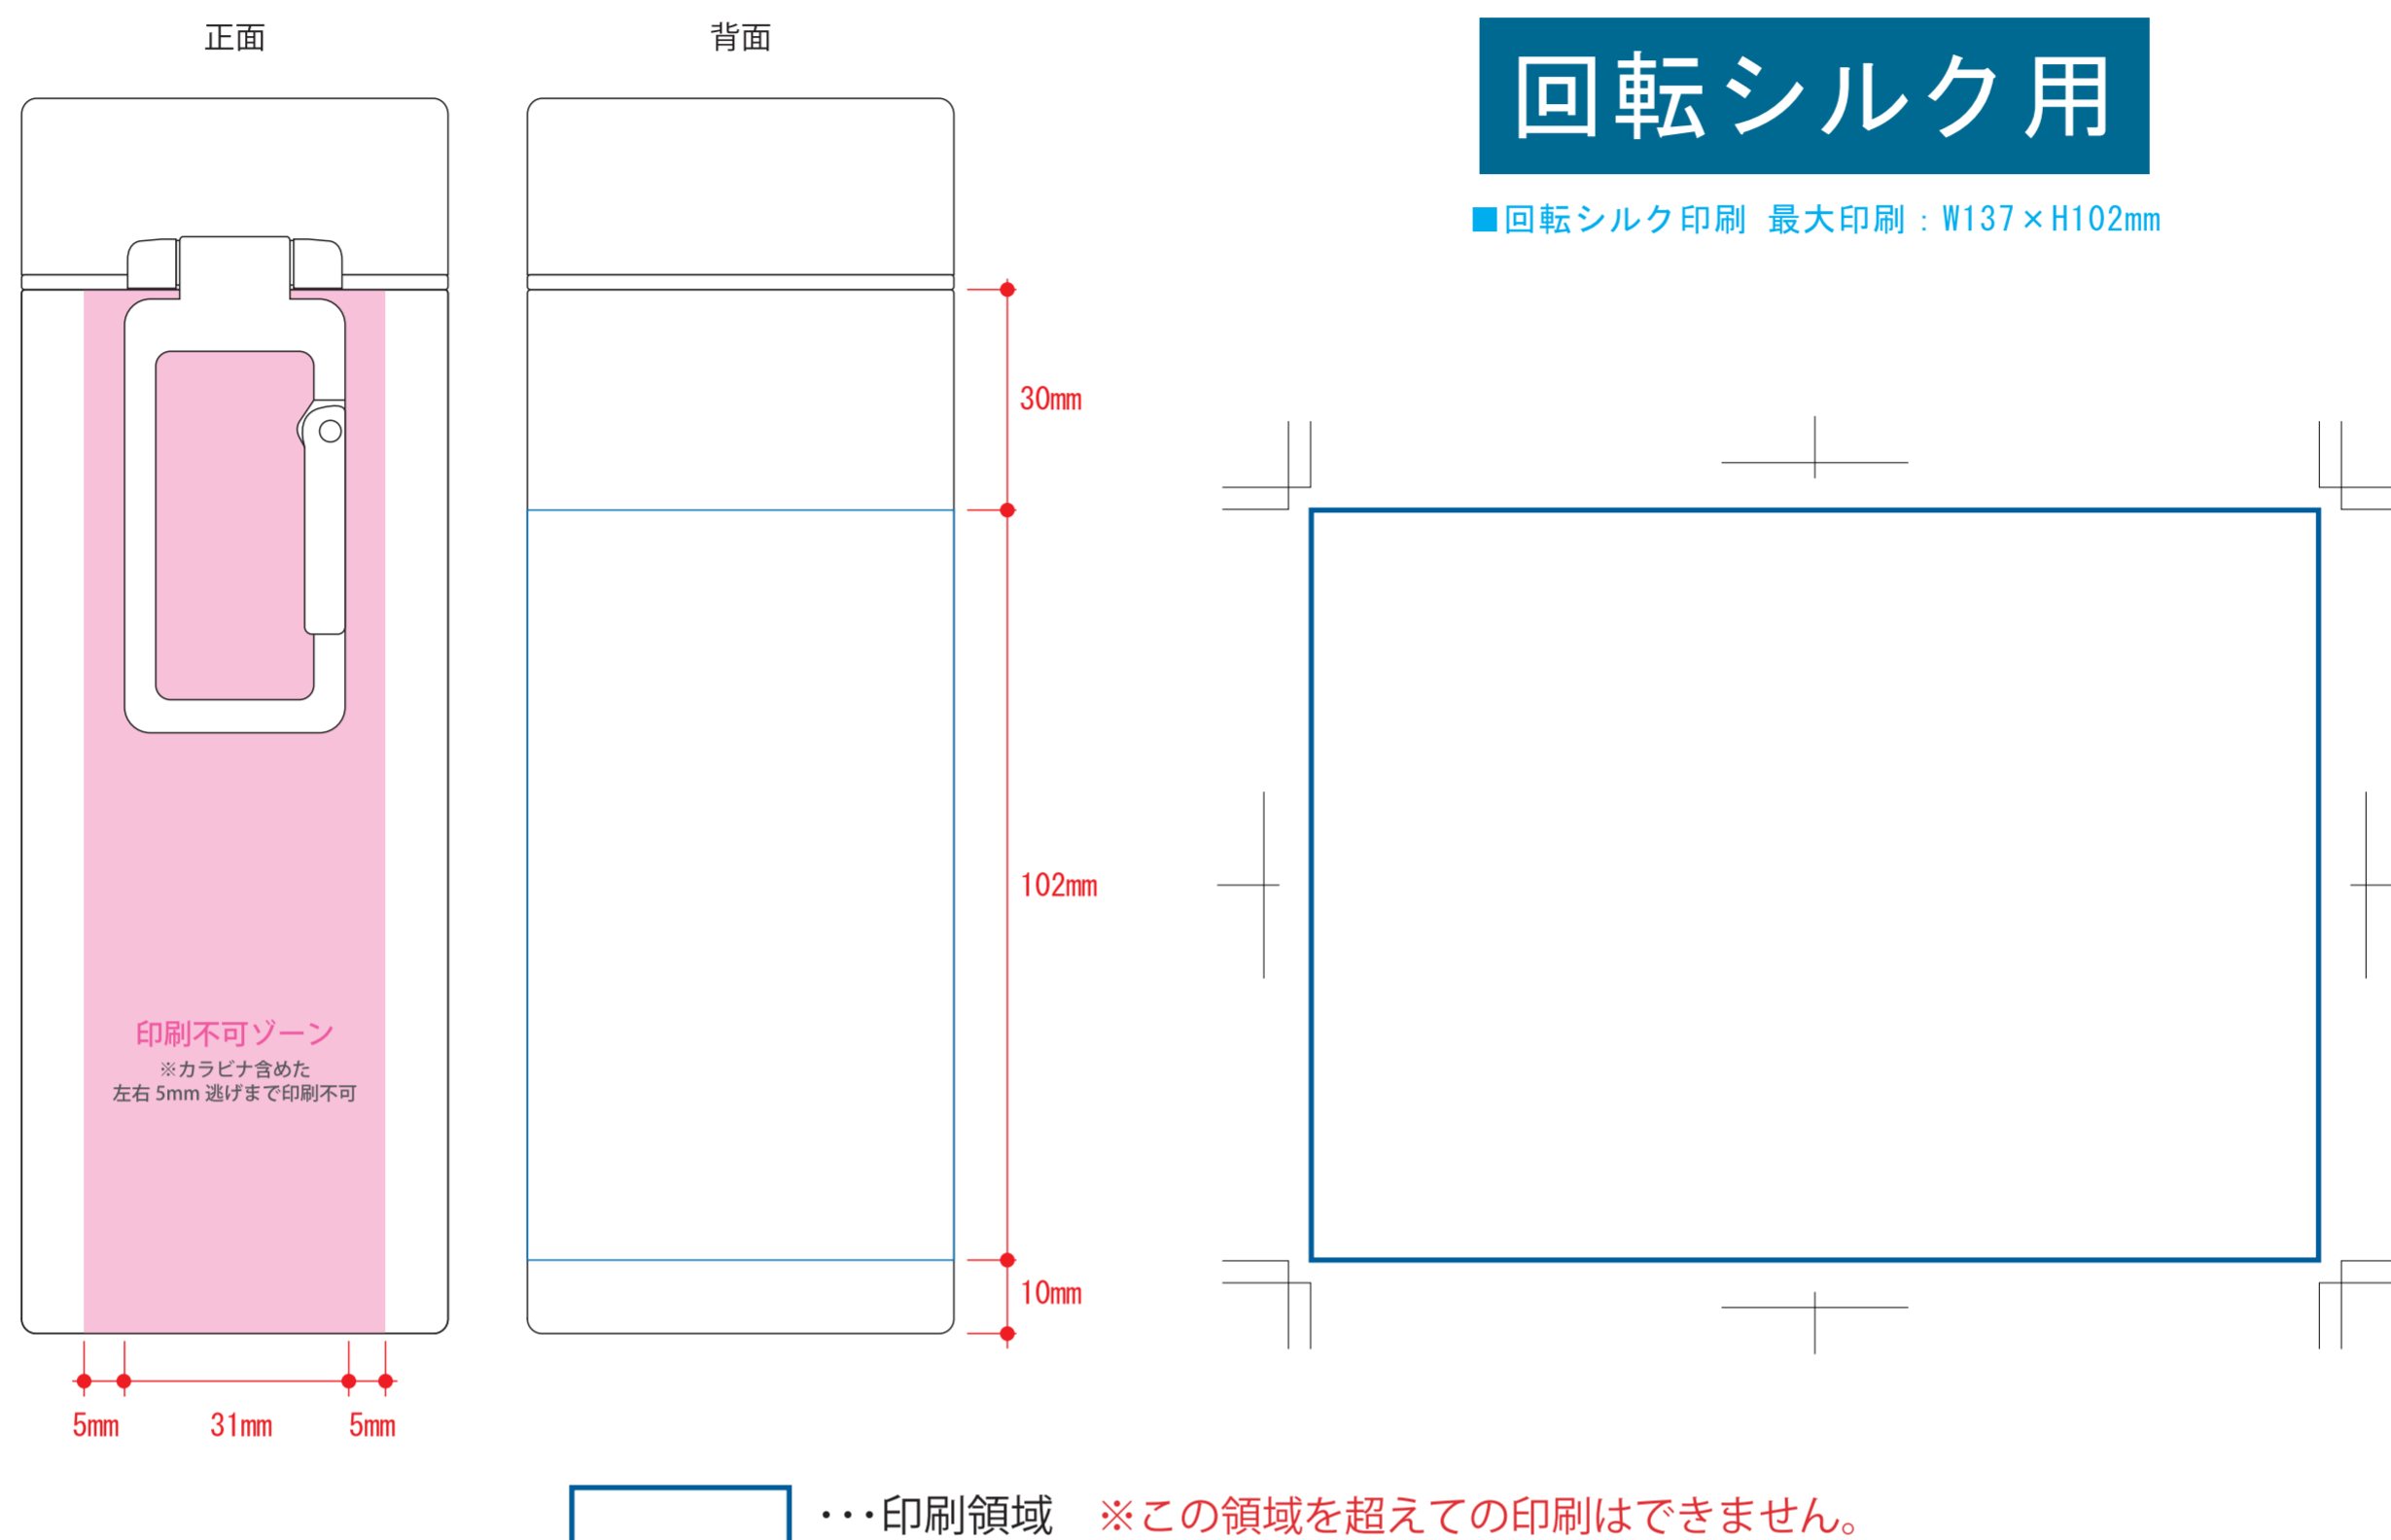 正面
背面
回転シルク用
■回転シルク印刷 最大印刷：W137×H102mm
30mm
102mm
10mm
印刷不可ゾーン
※カラビナ含めた
左右 5mm 逃げまで印刷不可
5mm
31mm
5mm
・・・印刷領域 ※この領域を超えての印刷はできません。